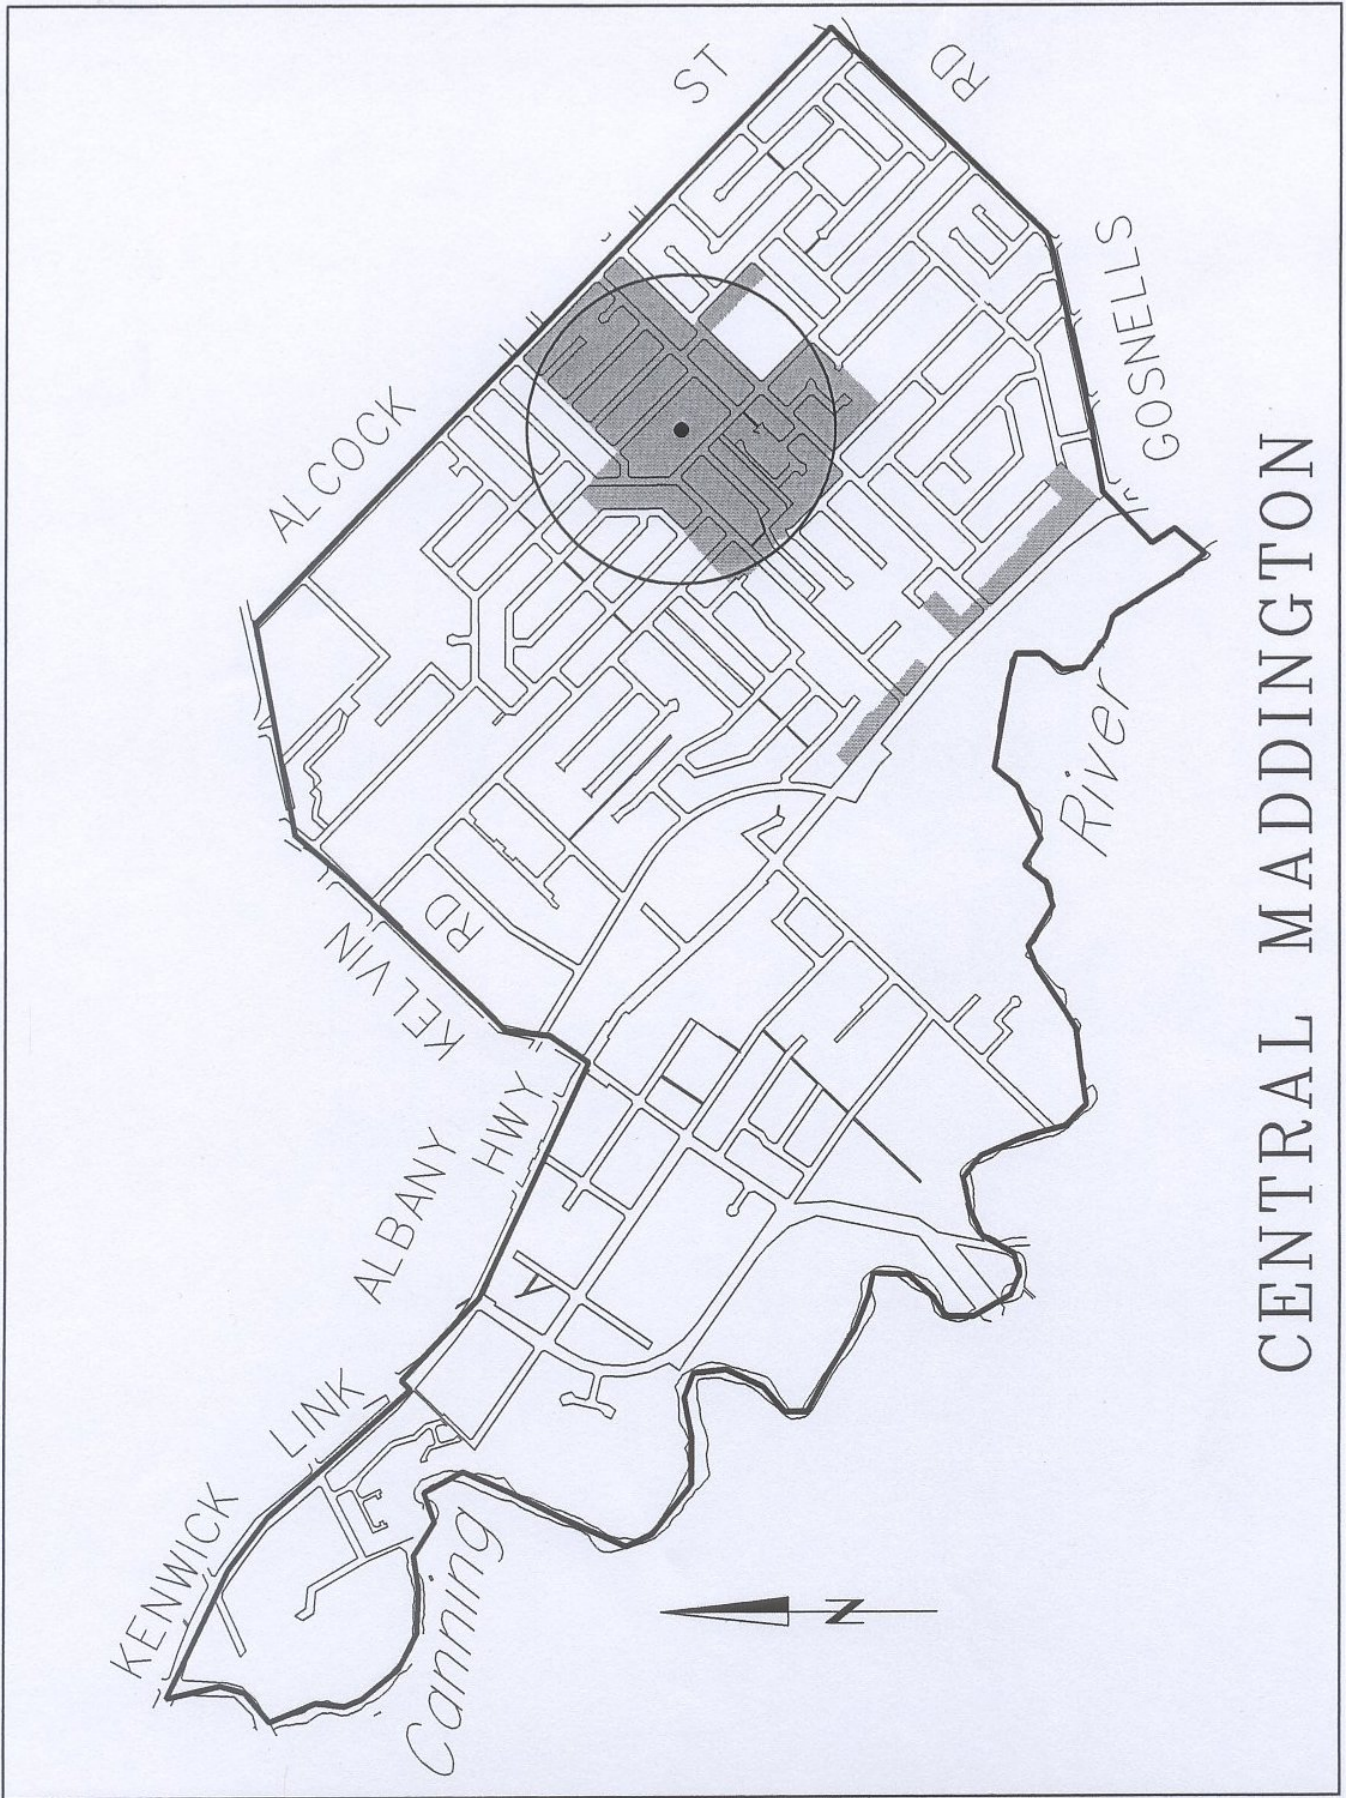 ALCOCK ST
GOSNELLS RD
KELVIN RD
ALBANY HWY
KENWICK LINK
Canning River
N
CENTRAL MADDINGTON